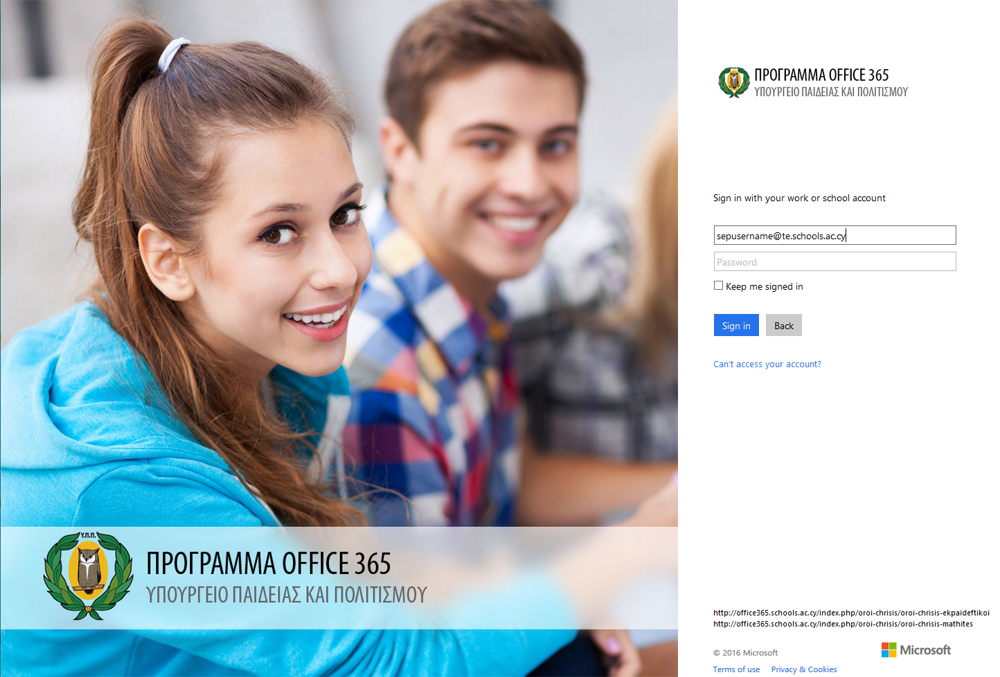 Υ.Π.Π.
ΠΡΟΓΡΑΜΜΑ OFFICE 365
ΥΠΟΥΡΓΕΙΟ ΠΑΙΔΕΙΑΣ ΚΑΙ ΠΟΛΙΤΙΣΜΟΥ
ΠΡΟΓΡΑΜΜΑ OFFICE 365
ΥΠΟΥΡΓΕΙΟ ΠΑΙΔΕΙΑΣ ΚΑΙ ΠΟΛΙΤΙΣΜΟΥ
Sign in with your work or school account
sepusername@te.schools.ac.cy
Password
Keep me signed in
Sign in Back
Can't access your account?
http://office365.schools.ac.cy/index.php/oroi-chrisis/oroi-chrisis-ekpaideftikoi
http://office365.schools.ac.cy/index.php/oroi-chrisis/oroi-chrisis-mathites
© 2016 Microsoft
Microsoft
Terms of use Privacy & Cookies